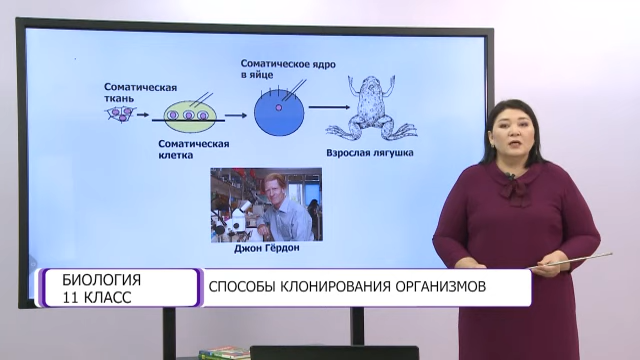 Соматическая
ткань
Соматическое ядро
в яйце
Соматическая
клетка
Взрослая лягушка
Джон Гёрдон
БИОЛОГИЯ
11 КЛАСС
СПОСОБЫ КЛОНИРОВАНИЯ ОРГАНИЗМОВ